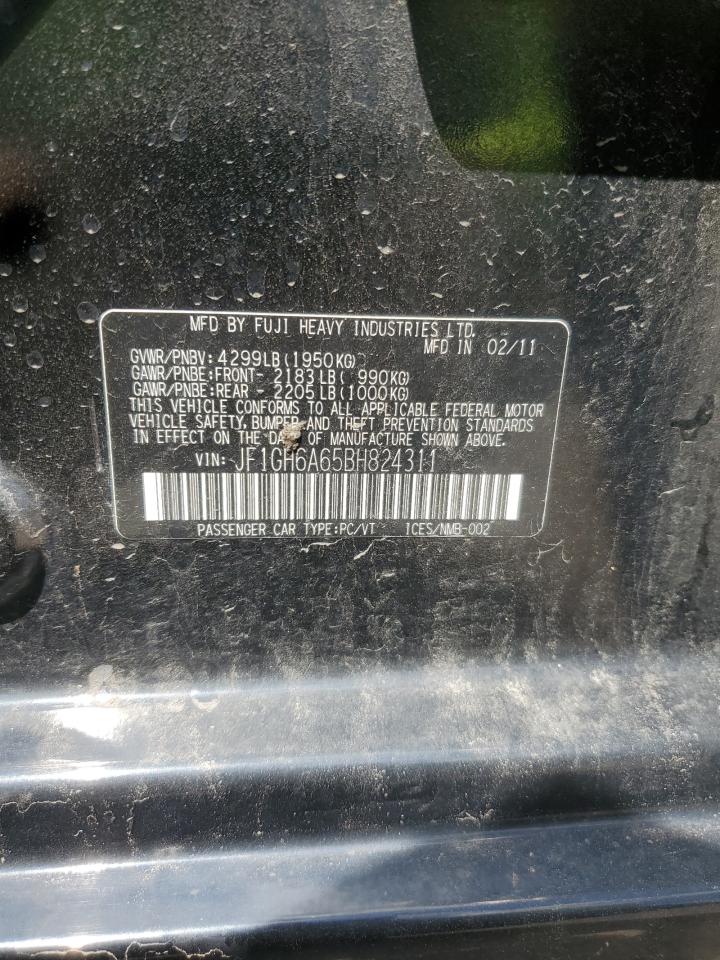 MFD BY FUJI HEAVY INDUSTRIES LTD.
MFD IN 02/11
GVWR/PNBV: 4299LB(1950KG)
GAWR/PNBE:FRONT- 2183LB( 990KG)
GAWR/PNBE:REAR - 2205LB(1000KG)
THIS VEHICLE CONFORMS TO ALL APPLICABLE FEDERAL MOTOR
VEHICLE SAFETY, BUMPER AND THEFT PREVENTION STANDARDS
IN EFFECT ON THE DATE OF MANUFACTURE SHOWN ABOVE.
VIN: JF1GH6A65BH824311
PASSENGER CAR TYPE:PC/VT ICES/NMB-002